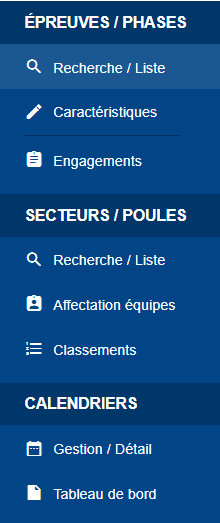 ÉPREUVES / PHASES
Recherche / Liste
Caractéristiques
Engagements
SECTEURS / POULES
Recherche / Liste
Affectation équipes
Classements
CALENDRIERS
Gestion / Détail
Tableau de bord